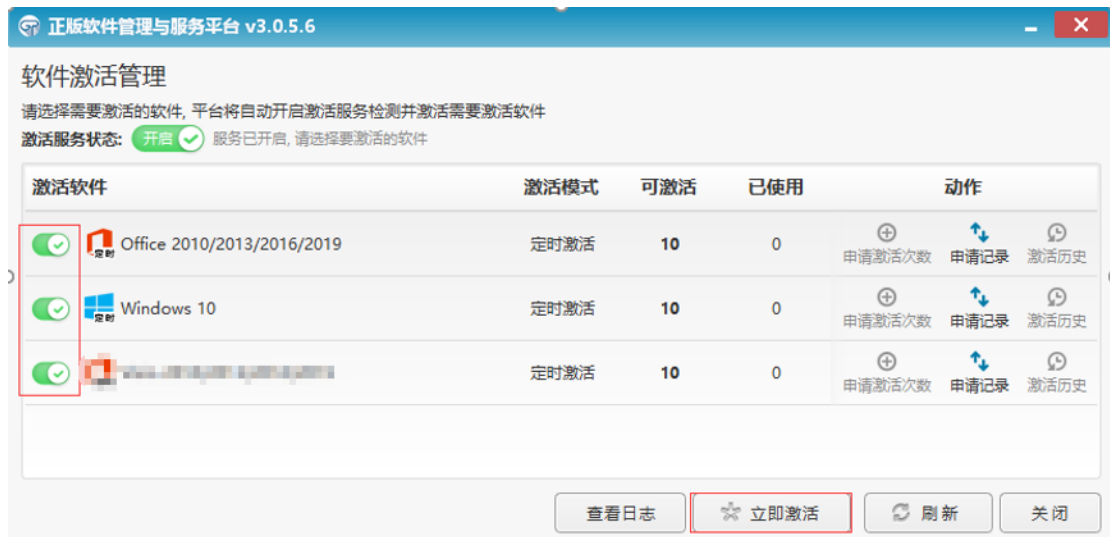 正版软件管理与服务平台 v3.0.5.6
软件激活管理
请选择需要激活的软件, 平台将自动开启激活服务检测并激活需要激活软件
激活服务状态: 开启 服务已开启, 请选择要激活的软件
激活软件 激活模式 可激活 已使用 动作
定时 Office 2010/2013/2016/2019 定时激活 10 0 申请激活次数 申请记录 激活历史
定时 Windows 10 定时激活 10 0 申请激活次数 申请记录 激活历史
定时激活 10 0 申请激活次数 申请记录 激活历史
查看日志 立即激活 刷新 关闭